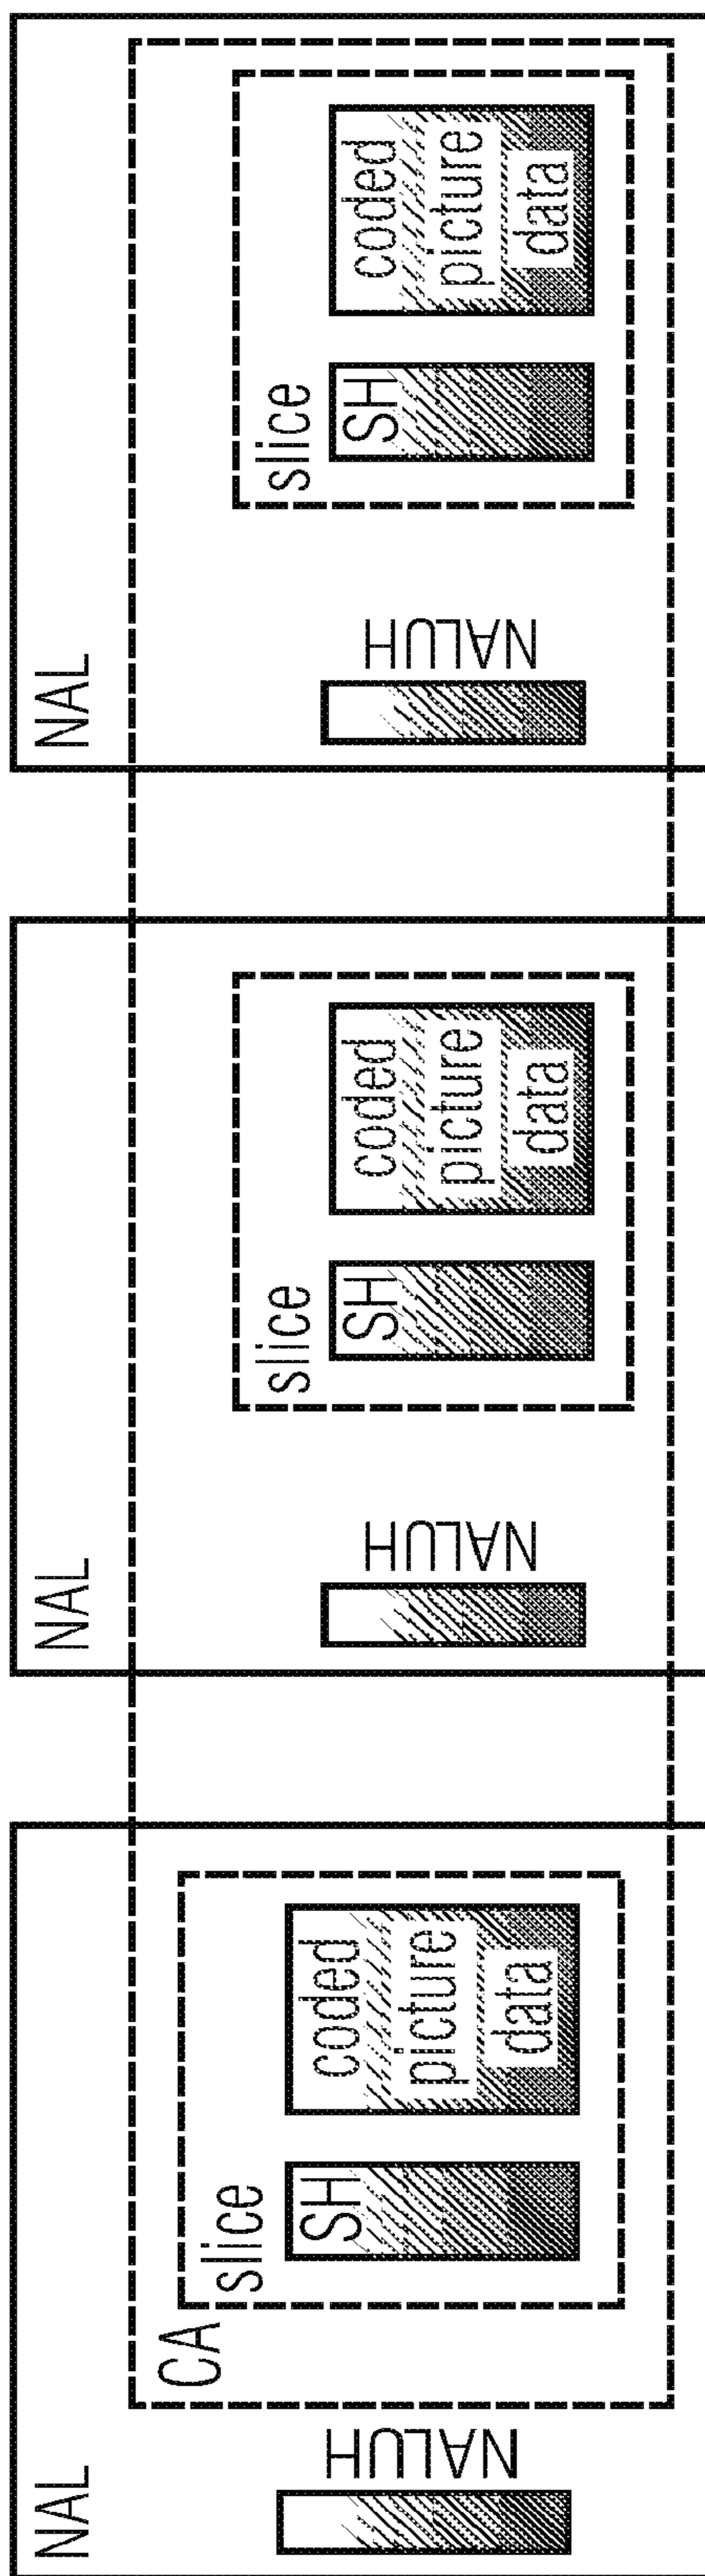 NAL
NALUH
CA
slice
SH
coded
picture
data
NAL
NALUH
slice
SH
coded
picture
data
NAL
NALUH
slice
SH
coded
picture
data